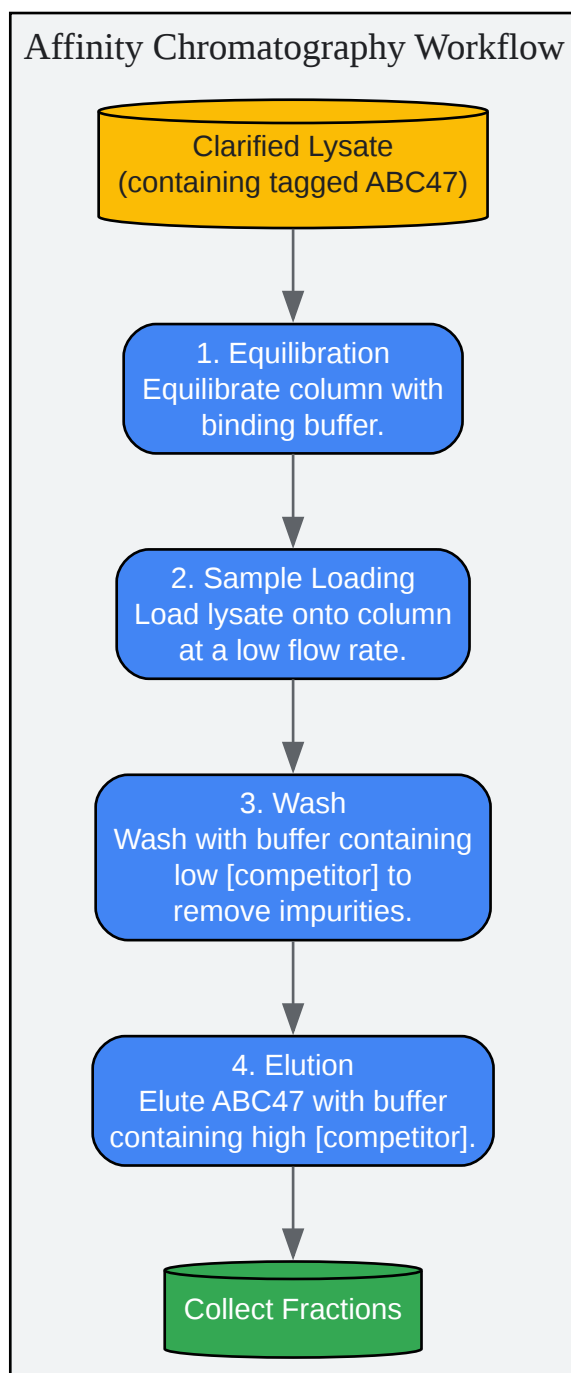 Affinity Chromatography Workflow
Clarified Lysate
(containing tagged ABC47)
1. Equilibration
Equilibrate column with
binding buffer.
2. Sample Loading
Load lysate onto column
at a low flow rate.
3. Wash
Wash with buffer containing
low [competitor] to
remove impurities.
4. Elution
Elute ABC47 with buffer
containing high [competitor].
Collect Fractions